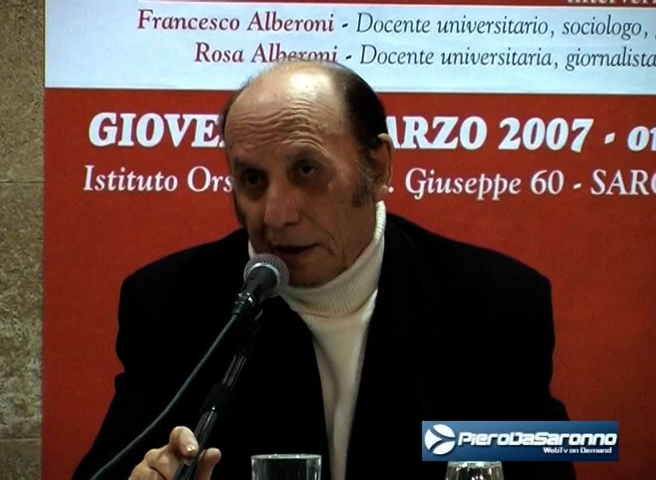 Francesco Alberoni - Docente universitario, sociologo,
Rosa Alberoni - Docente universitaria, giornalista
GIOVE ARZO 2007 - o
Istituto Ors . Giuseppe 60 - SARO
PieroDaSaronno
WebTv on Demand